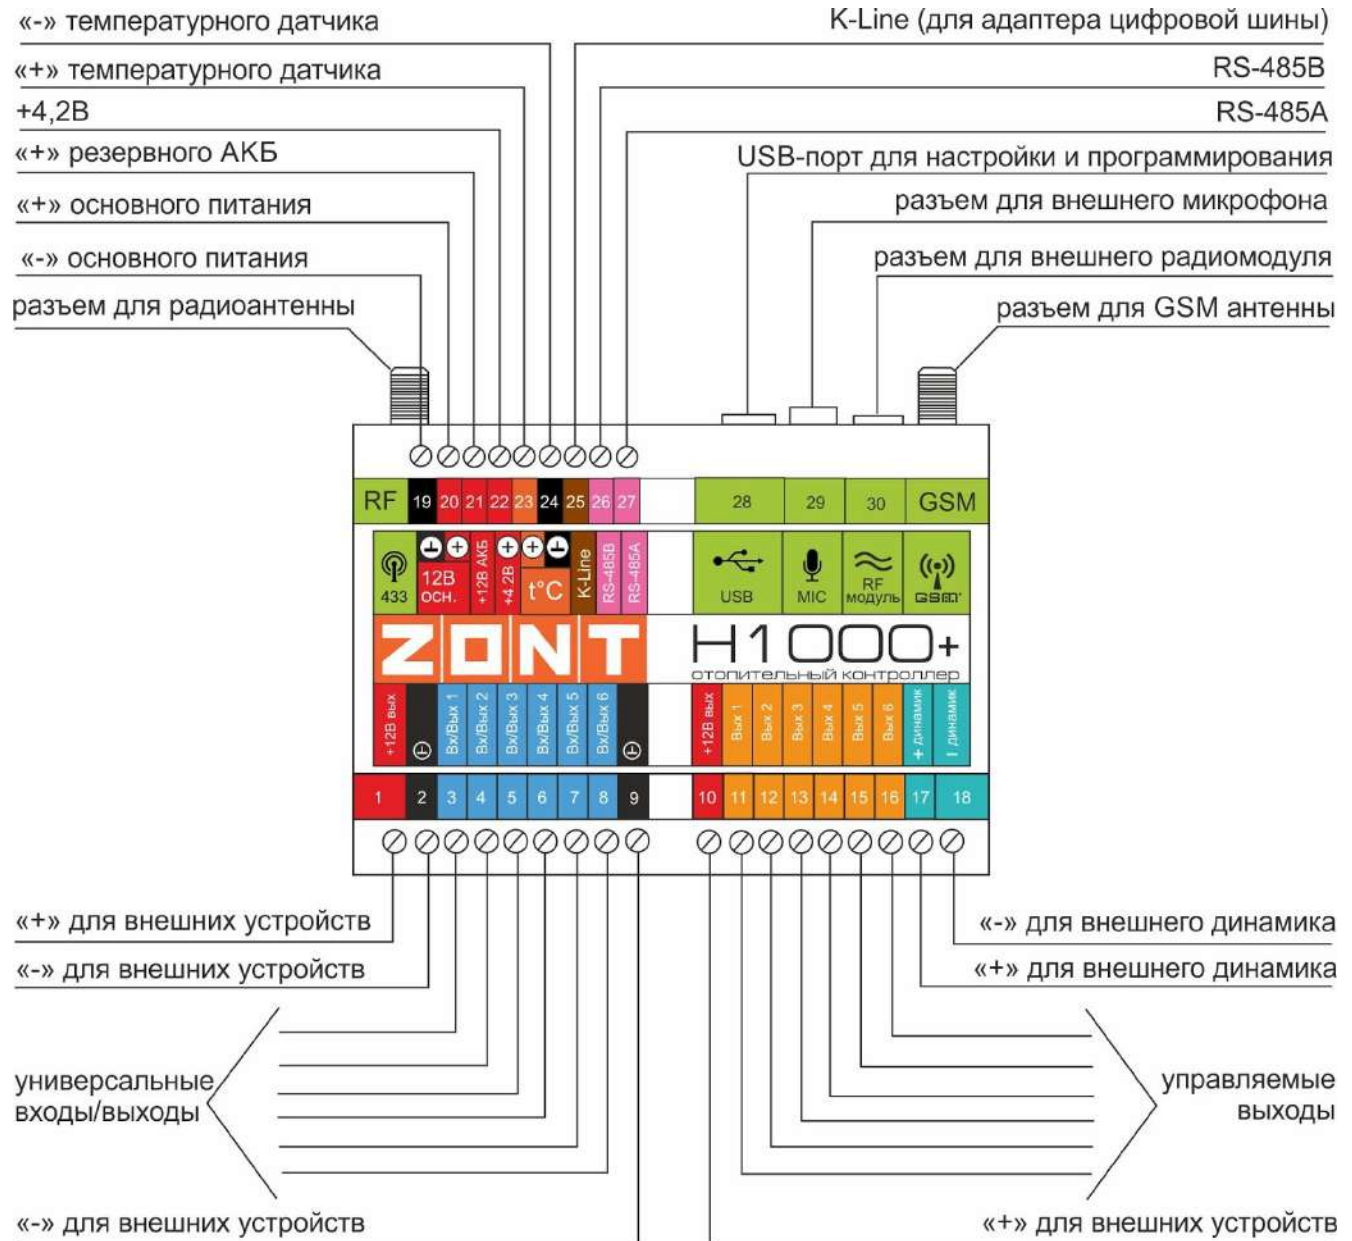 «-» температурного датчика
«+» температурного датчика
+4,2В
«+» резервного АКБ
«+» основного питания
«-» основного питания
разъем для радиоантенны
K-Line (для адаптера цифровой шины)
RS-485B
RS-485A
USB-порт для настройки и программирования
разъем для внешнего микрофона
разъем для внешнего радиомодуля
разъем для GSM антенны
RF 19 20 21 22 23 24 25 26 27 28 29 30 GSM
433
12В осн.
+12В АКБ
+4.2В
t°C
K-Line
RS-485B
RS-485A
USB
MIC
RF модуль
GSM
ZONT
H1000+
отопительный контроллер
+12В вых
Вх/Вых 1
Вх/Вых 2
Вх/Вых 3
Вх/Вых 4
Вх/Вых 5
Вх/Вых 6
+12В вых
Вых 1
Вых 2
Вых 3
Вых 4
Вых 5
Вых 6
+ динамик
– динамик
1 2 3 4 5 6 7 8 9 10 11 12 13 14 15 16 17 18
«+» для внешних устройств
«-» для внешних устройств
универсальные
входы/выходы
«-» для внешних устройств
«-» для внешнего динамика
«+» для внешнего динамика
управляемые
выходы
«+» для внешних устройств